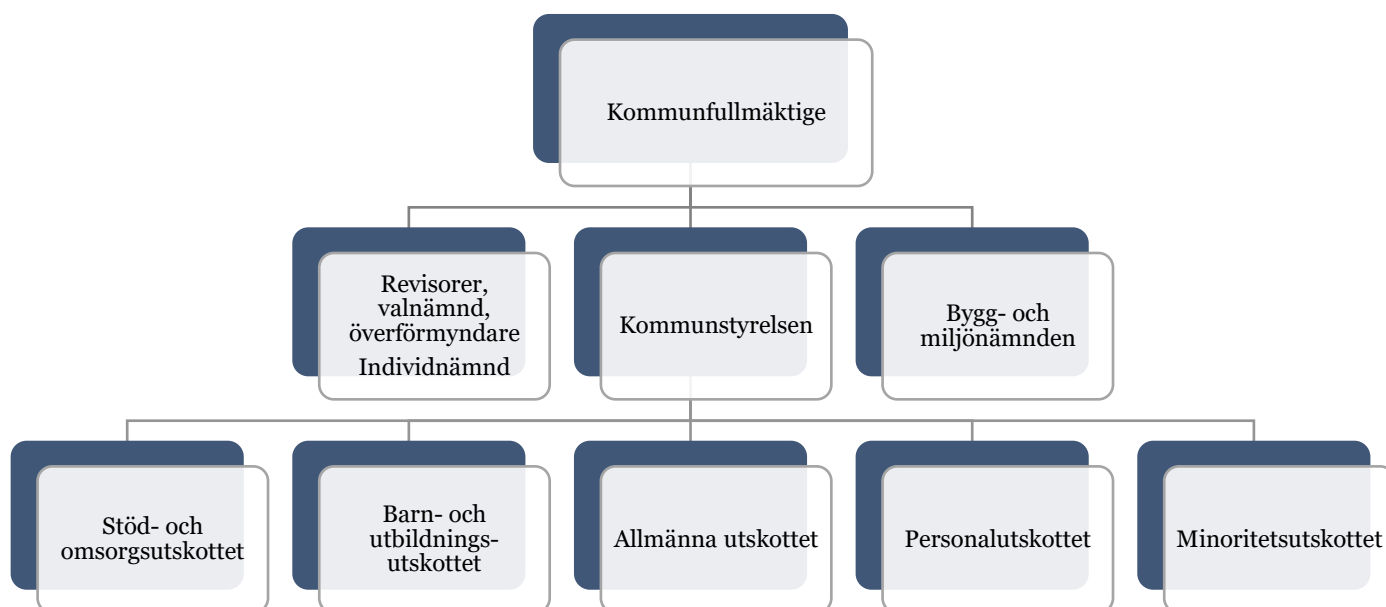 Kommunfullmäktige
Revisorer,
valnämnd,
överförmyndare
Individnämnd
Kommunstyrelsen
Bygg- och
miljönämnden
Stöd- och
omsorgsutskottet
Barn- och
utbildnings-
utskottet
Allmänna utskottet
Personalutskottet
Minoritetsutskottet